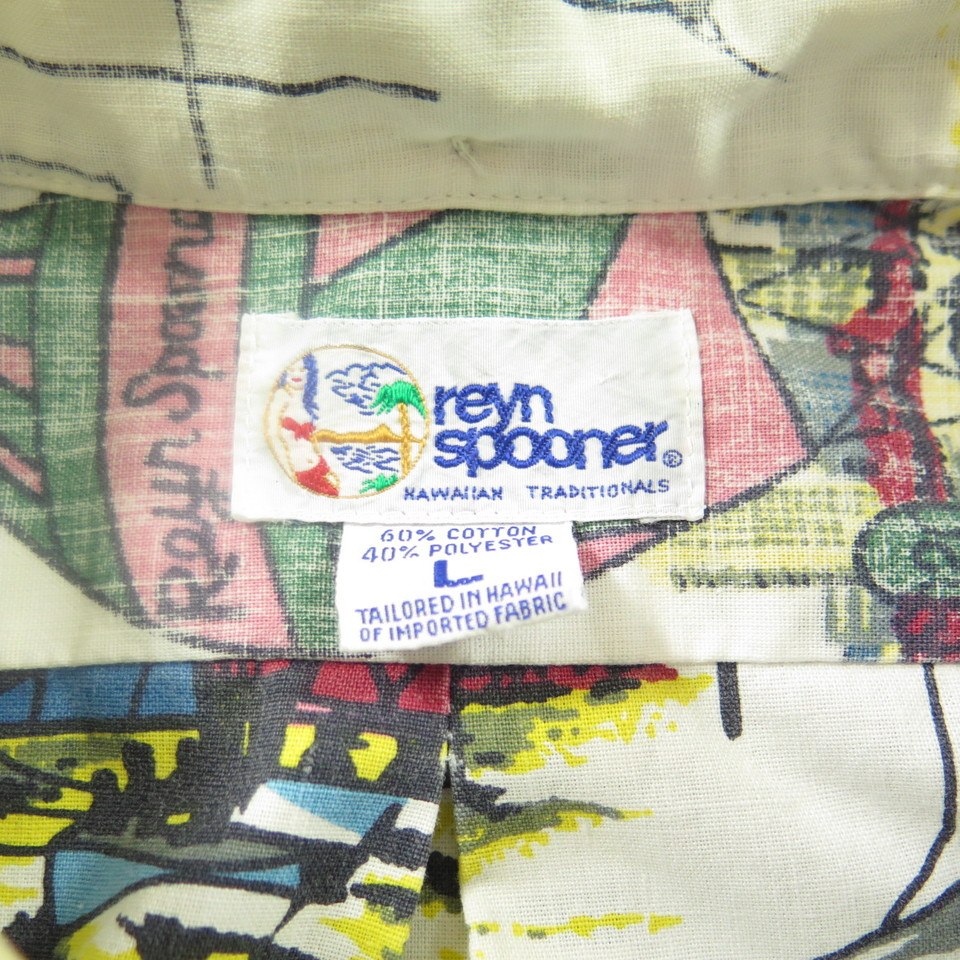 Reyn Spooner
reyn
spooner®
HAWAIIAN TRADITIONALS
60% COTTON
40% POLYESTER
L
TAILORED IN HAWAII
OF IMPORTED FABRIC